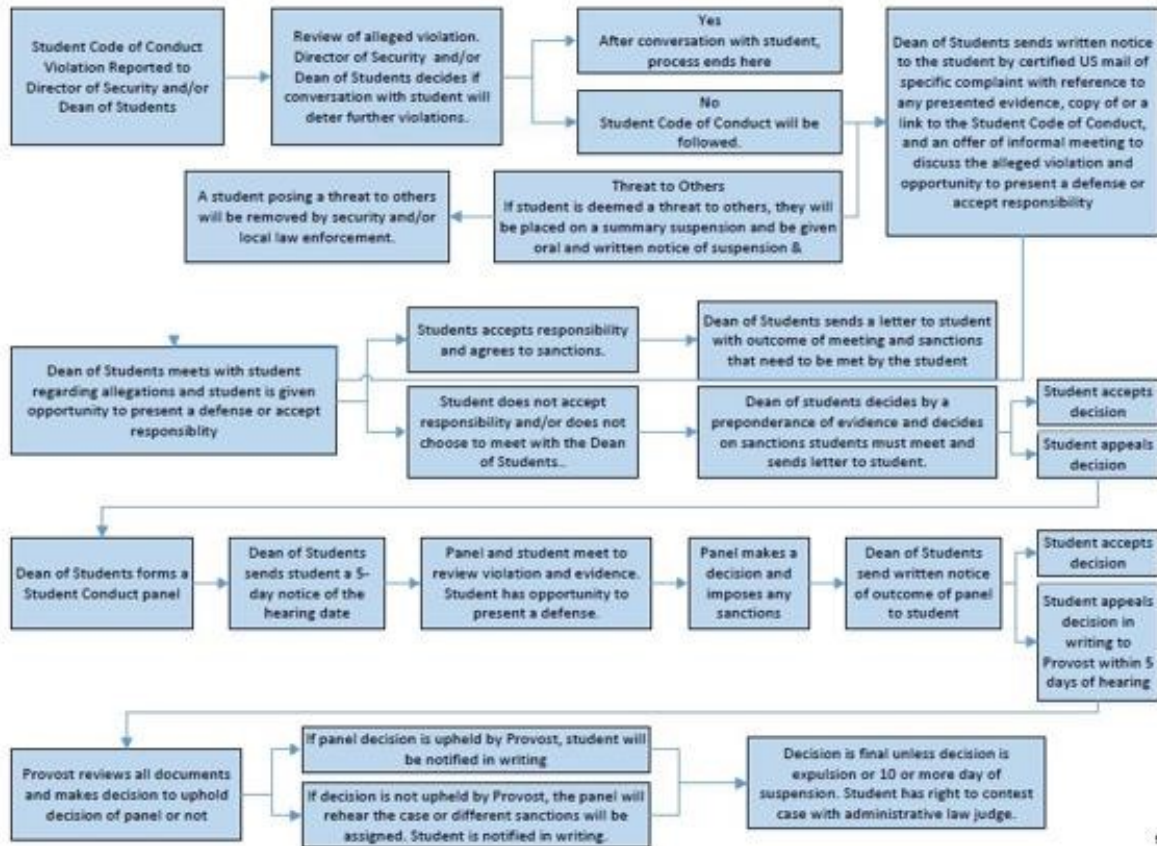 Student Code of Conduct
Violation Reported to
Director of Security and/or
Dean of Students
Review of alleged violation.
Director of Security and/or
Dean of Students decides if
conversation with student will
deter further violations.
Yes
After conversation with student,
process ends here
No
Student Code of Conduct will be
followed.
Dean of Students sends written notice
to the student by certified US mail of
specific complaint with reference to
any presented evidence, copy of or a
link to the Student Code of Conduct,
and an offer of informal meeting to
discuss the alleged violation and
opportunity to present a defense or
accept responsibility
A student posing a threat to others
will be removed by security and/or
local law enforcement.
Threat to Others
If student is deemed a threat to others, they will
be placed on a summary suspension and be given
oral and written notice of suspension &
Dean of Students meets with student
regarding allegations and student is given
opportunity to present a defense or accept
responsiblity
Students accepts responsibility
and agrees to sanctions.
Dean of Students sends a letter to student
with outcome of meeting and sanctions
that need to be met by the student
Student does not accept
responsibility and/or does not
choose to meet with the Dean
of Students..
Dean of students decides by a
preponderance of evidence and decides
on sanctions students must meet and
sends letter to student.
Student accepts
decision
Student appeals
decision
Dean of Students forms a
Student Conduct panel
Dean of Students
sends student a 5-
day notice of the
hearing date
Panel and student meet to
review violation and evidence.
Student has opportunity to
present a defense.
Panel makes a
decision and
imposes any
sanctions
Dean of Students
send written notice
of outcome of panel
to student
Student accepts
decision
Student appeals
decision in
writing to
Provost within 5
days of hearing
Provost reviews all documents
and makes decision to uphold
decision of panel or not
If panel decision is upheld by Provost, student will
be notified in writing
If decision is not upheld by Provost, the panel will
rehear the case or different sanctions will be
assigned. Student is notified in writing.
Decision is final unless decision is
expulsion or 10 or more day of
suspension. Student has right to contest
case with administrative law judge.